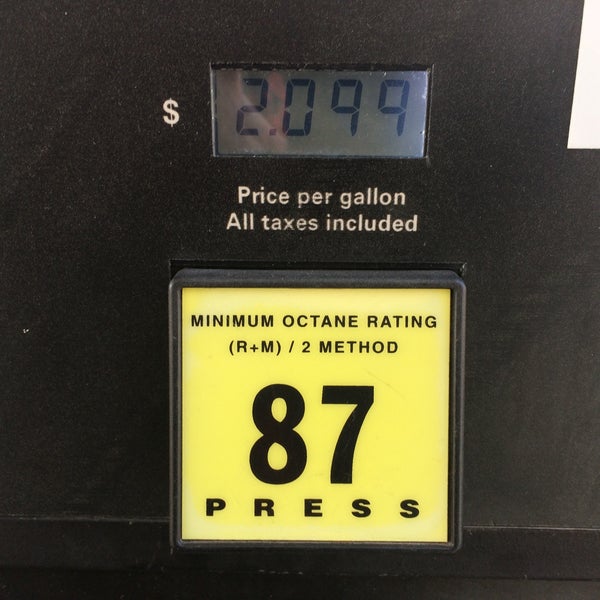 $ 2.099
Price per gallon
All taxes included
MINIMUM OCTANE RATING
(R+M) / 2 METHOD
87
PRESS